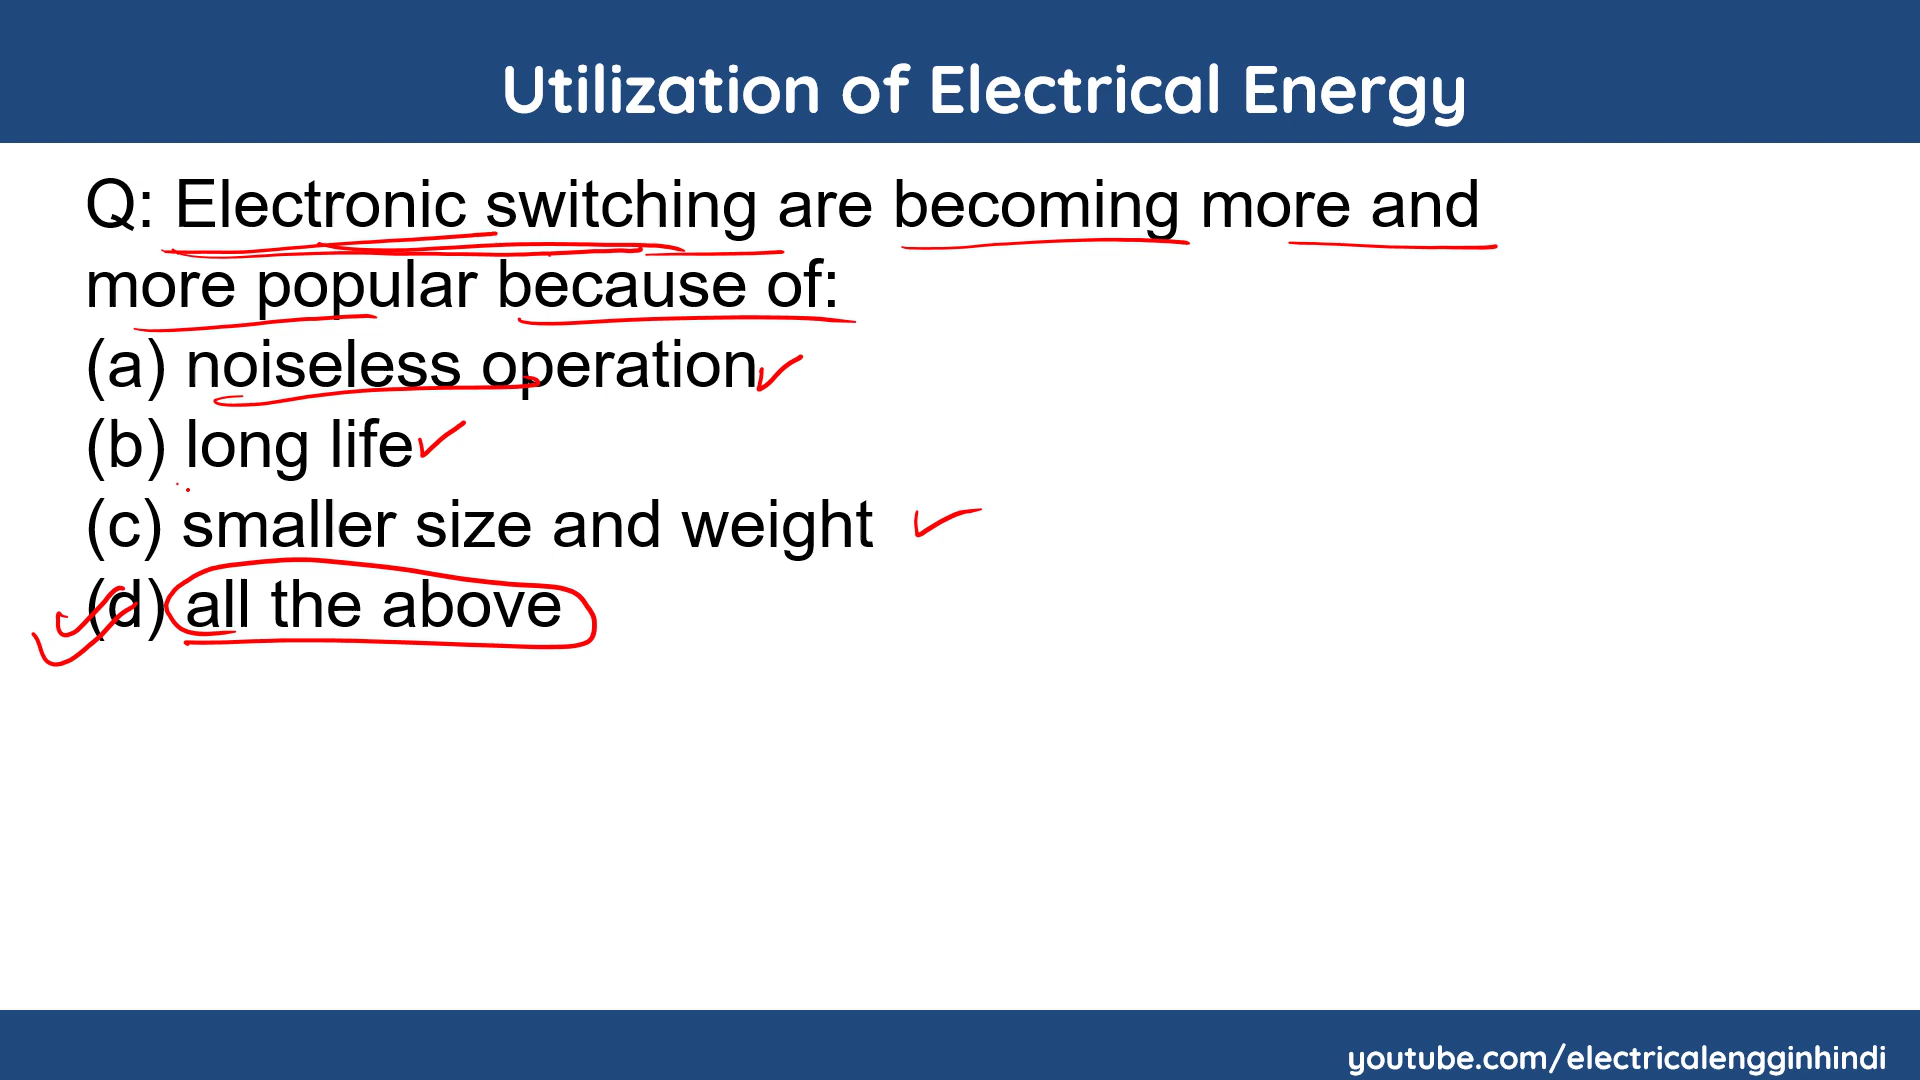 Utilization of Electrical Energy
Q: Electronic switching are becoming more and
more popular because of:
(a) noiseless operation
(b) long life
(c) smaller size and weight
(d) all the above
youtube.com/electricalengginhindi